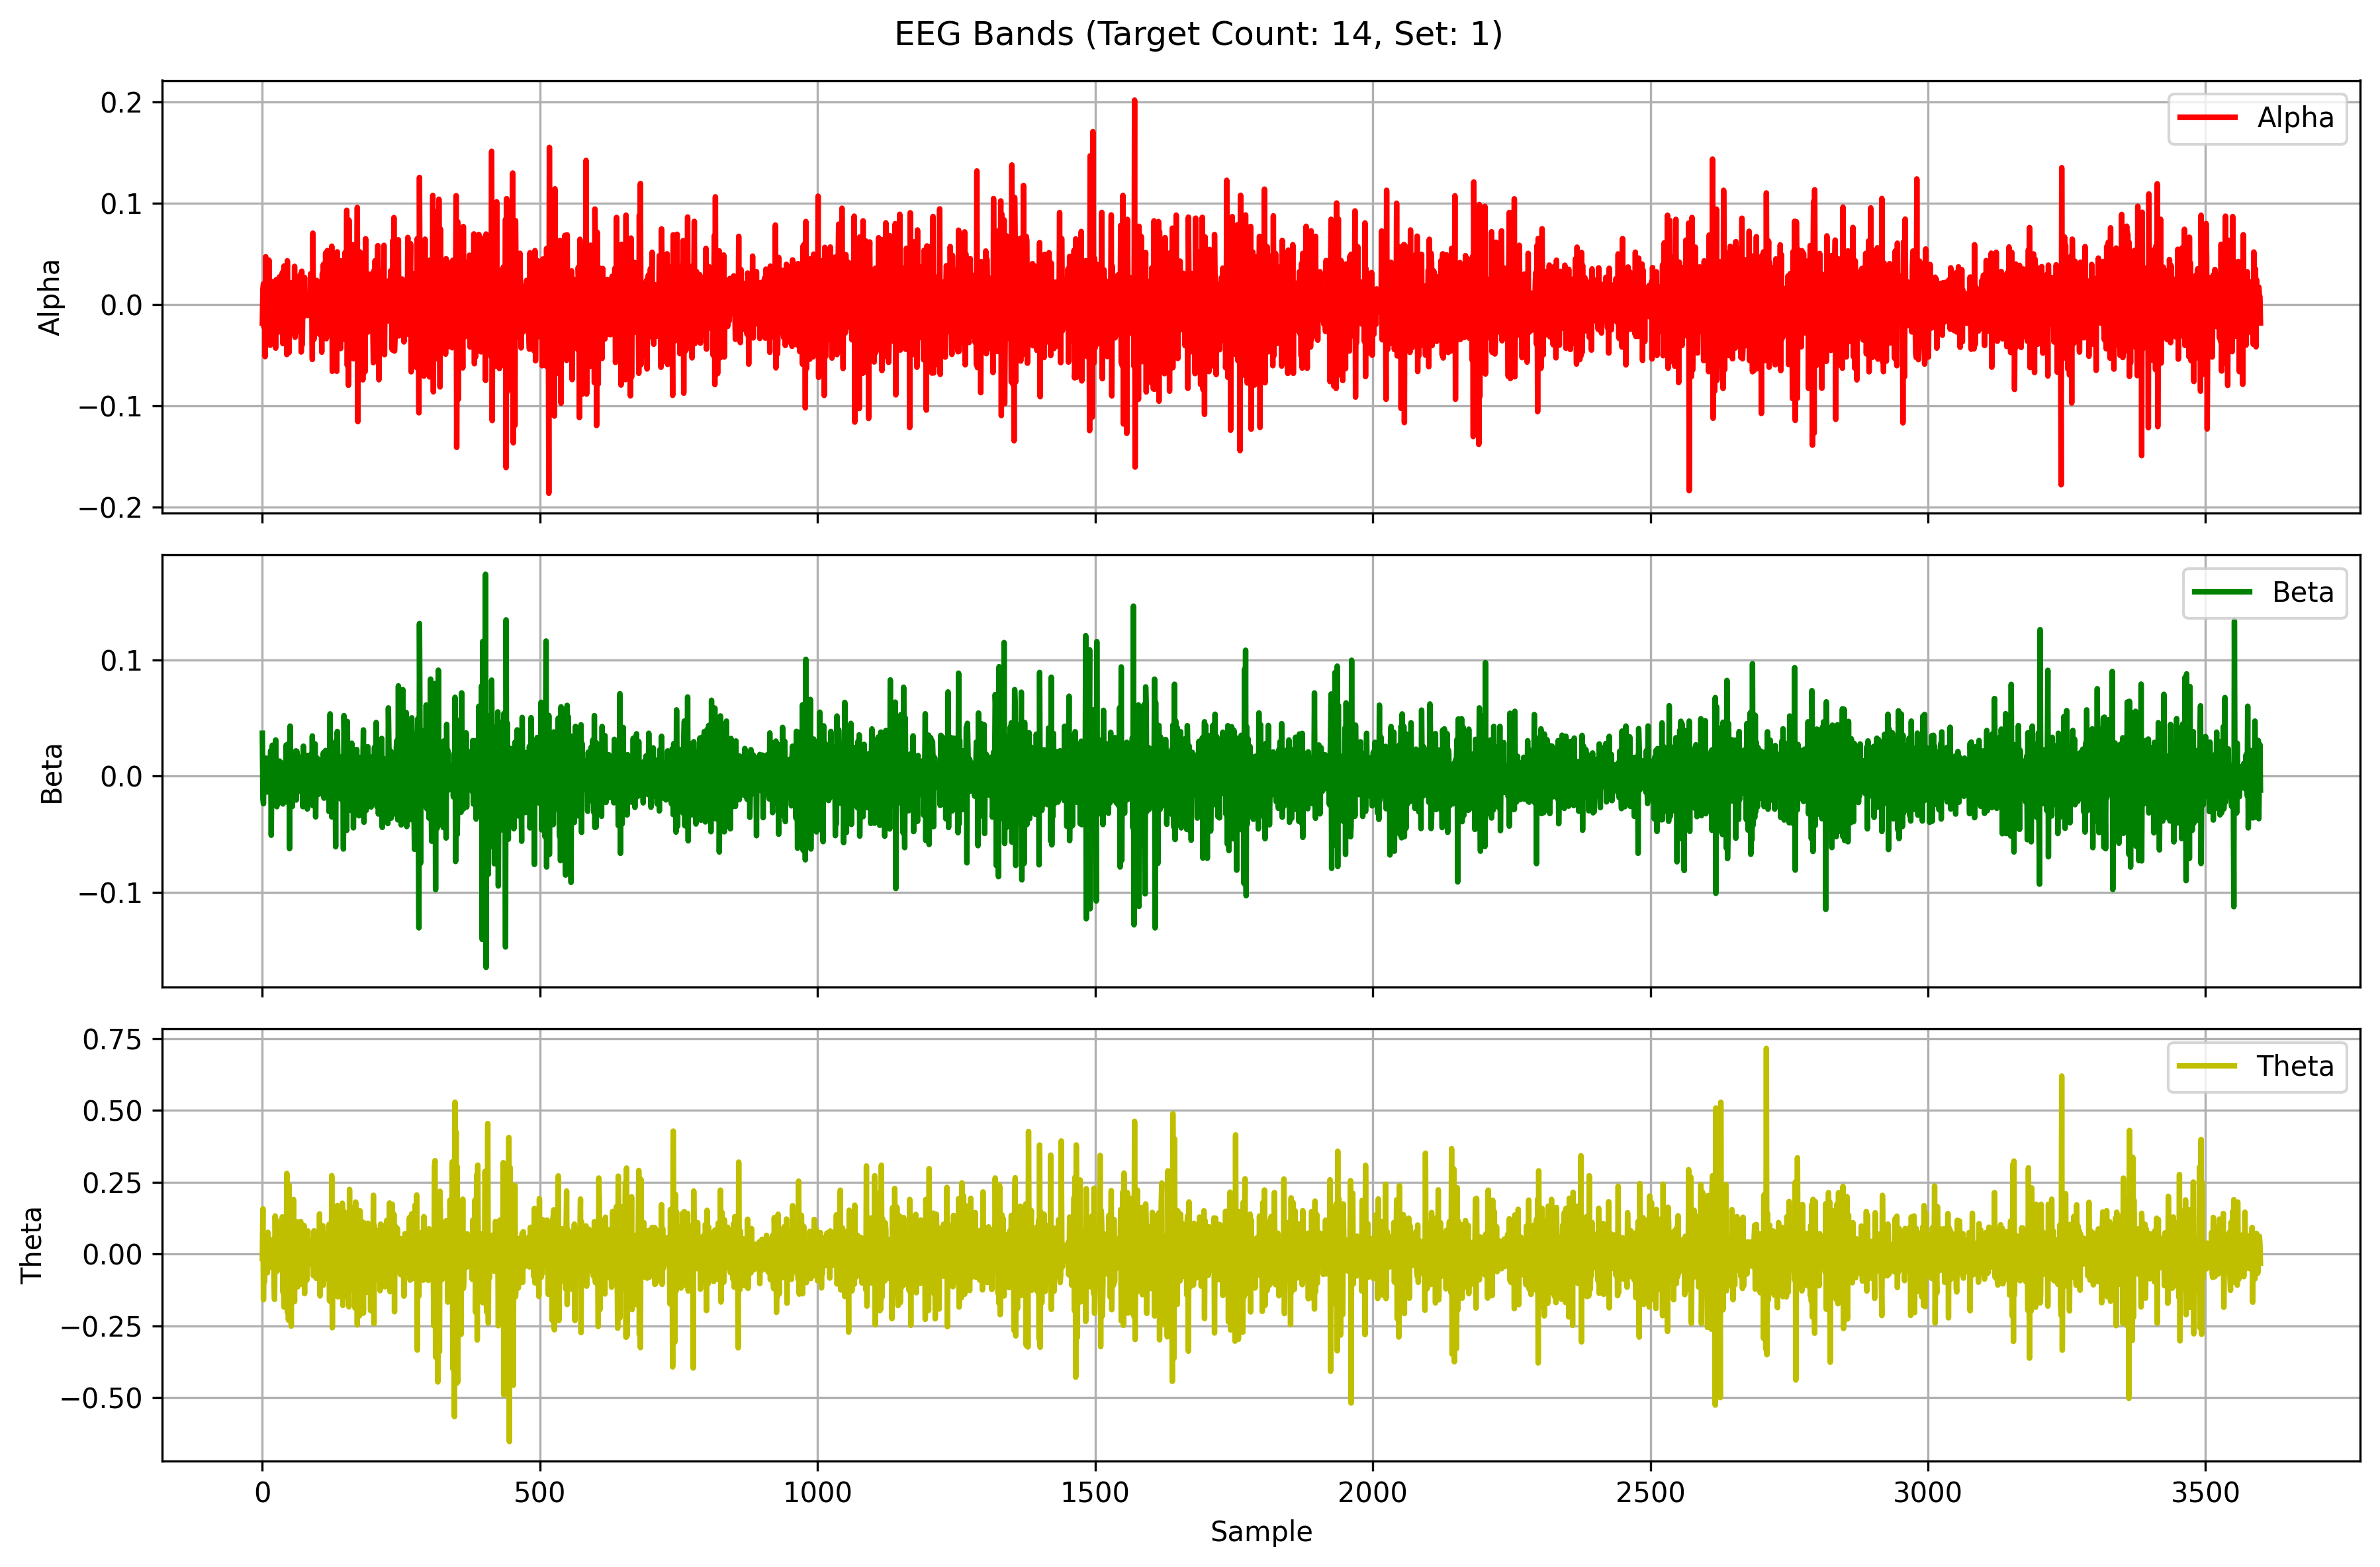 EEG Bands (Target Count: 14, Set: 1)
0.2
0.1
0.0
−0.1
−0.2
Alpha
Alpha
0.1
0.0
−0.1
Beta
Beta
0.75
0.50
0.25
0.00
−0.25
−0.50
Theta
Theta
0 500 1000 1500 2000 2500 3000 3500
Sample